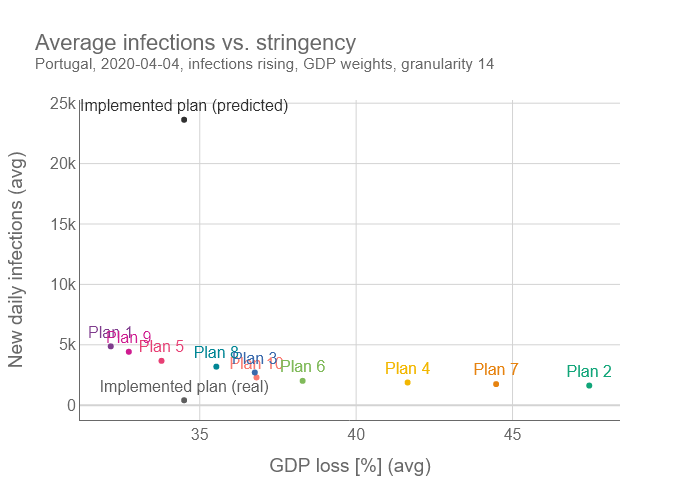 Average infections vs. stringency
Portugal, 2020-04-04, infections rising, GDP weights, granularity 14
25k
Implemented plan (predicted)
20k
15k
10k
5k
0
Plan 1
Plan 9
Plan 5
Plan 8
Plan 3
Plan 10
Plan 6
Plan 4
Plan 7
Plan 2
Implemented plan (real)
35
40
45
GDP loss [%] (avg)
New daily infections (avg)